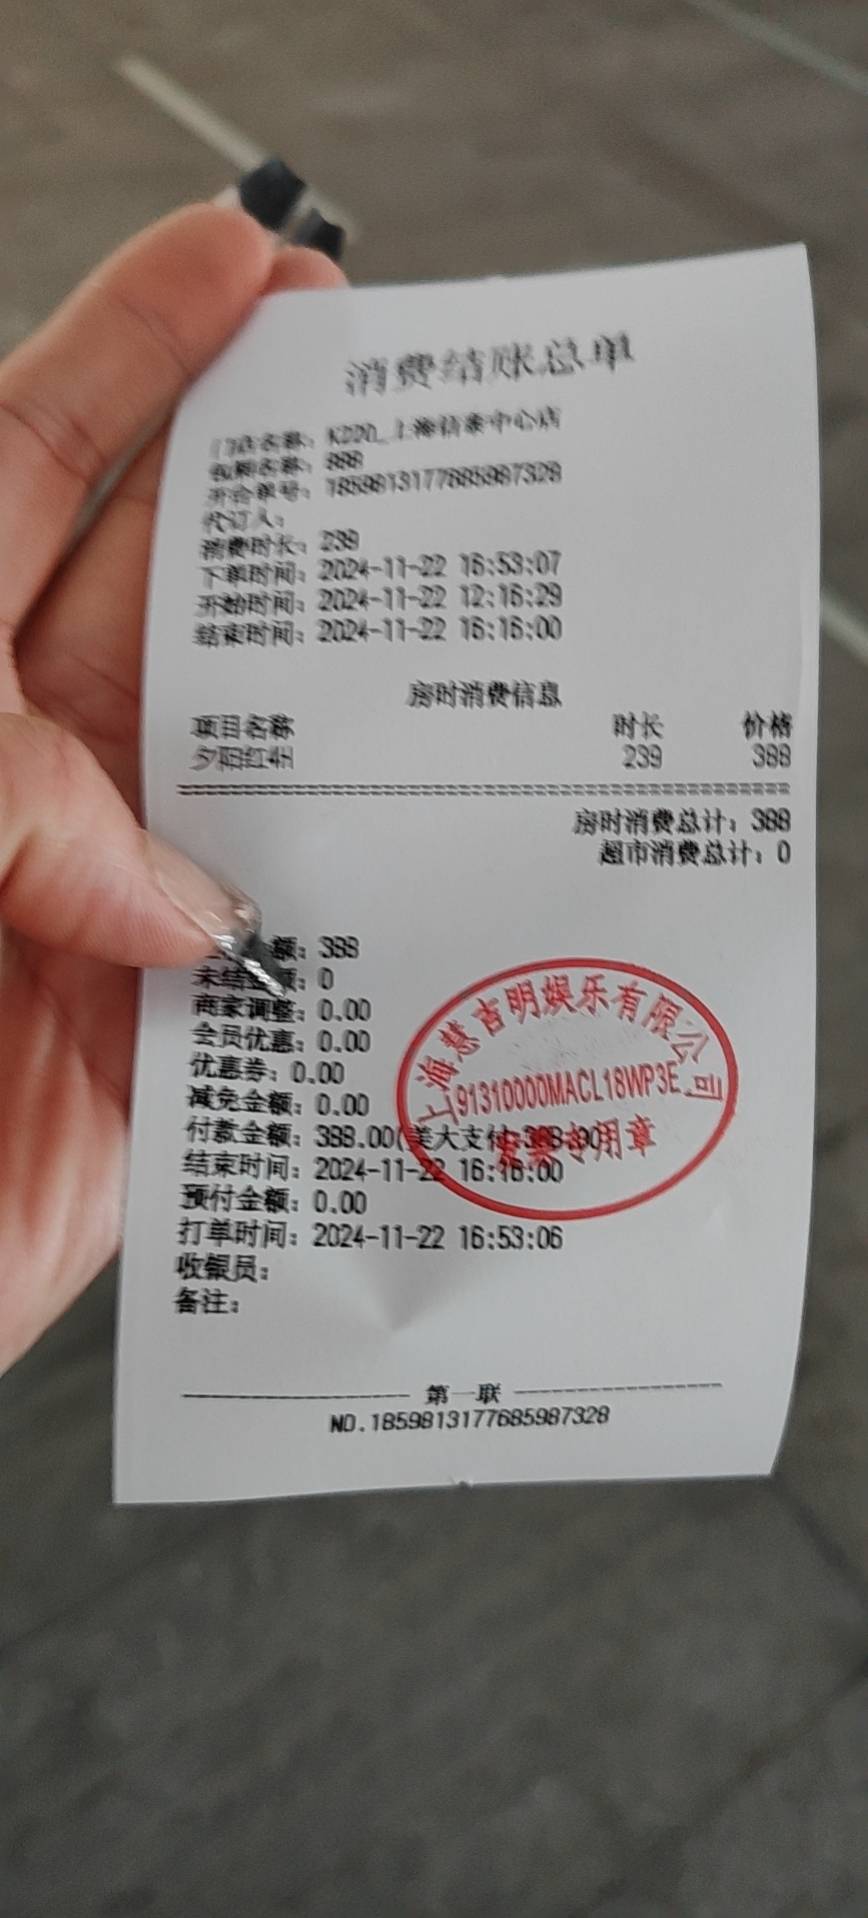 消费结账总单
门店名称：K220_上海信泰中心店
包厢名称：888
开台单号：1859813177685987328
代订人：
消费时长：239
下单时间：2024-11-22 16:53:07
开始时间：2024-11-22 12:16:29
结束时间：2024-11-22 16:16:00
房时消费信息
项目名称 时长 价格
夕阳红4H 239 388
房时消费总计：388
超市消费总计：0
额：388
未结金额：0
商家调整：0.00
会员优惠：0.00
优惠券：0.00
减免金额：0.00
付款金额：388.00(美大支付:388.00)
结束时间：2024-11-22 16:16:00
预付金额：0.00
打单时间：2024-11-22 16:53:06
收银员：
备注：
上海慧吉明娱乐有限公司
91310000MACL18WP3E
发票专用章
第一联
NO.1859813177685987328